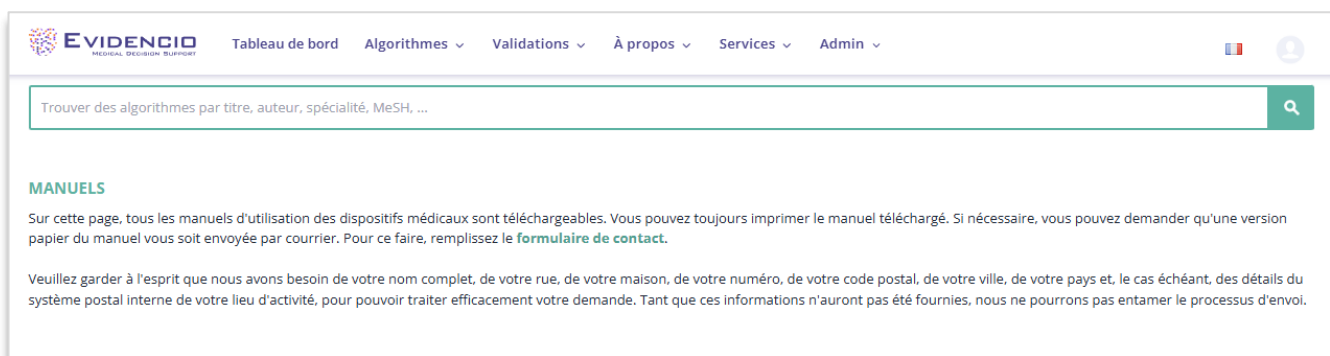 EVIDENCIO
MEDICAL DECISION SUPPORT
Tableau de bord Algorithmes Validations À propos Services Admin
Trouver des algorithmes par titre, auteur, spécialité, MeSH, ...
MANUELS
Sur cette page, tous les manuels d'utilisation des dispositifs médicaux sont téléchargeables. Vous pouvez toujours imprimer le manuel téléchargé. Si nécessaire, vous pouvez demander qu'une version
papier du manuel vous soit envoyée par courrier. Pour ce faire, remplissez le formulaire de contact.
Veuillez garder à l'esprit que nous avons besoin de votre nom complet, de votre rue, de votre maison, de votre numéro, de votre code postal, de votre ville, de votre pays et, le cas échéant, des détails du
système postal interne de votre lieu d'activité, pour pouvoir traiter efficacement votre demande. Tant que ces informations n'auront pas été fournies, nous ne pourrons pas entamer le processus d'envoi.